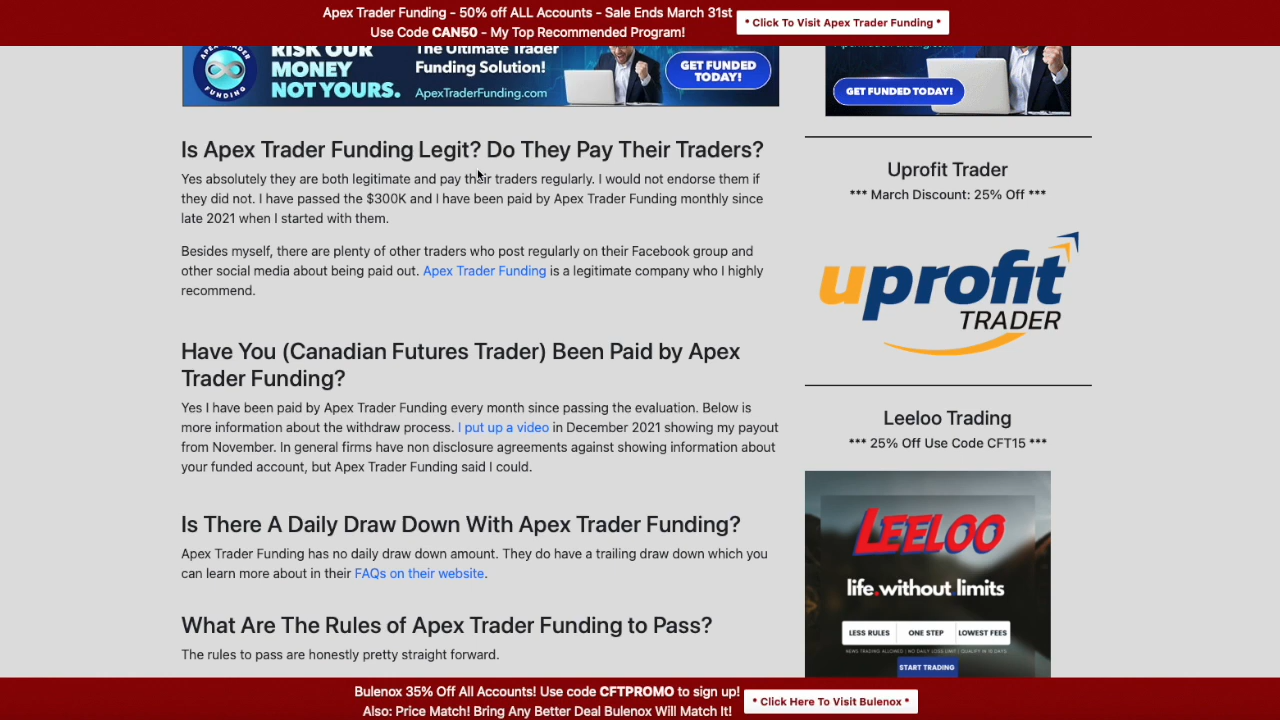 Apex Trader Funding - 50% off ALL Accounts - Sale Ends March 31st
Use Code CAN50 - My Top Recommended Program!
* Click To Visit Apex Trader Funding *
APEX TRADER
FUNDING
RISK OUR
MONEY
NOT YOURS.
The Ultimate Trader
Funding Solution!
ApexTraderFunding.com
GET FUNDED
TODAY!
GET FUNDED TODAY!
Is Apex Trader Funding Legit? Do They Pay Their Traders?
Yes absolutely they are both legitimate and pay their traders regularly. I would not endorse them if
they did not. I have passed the $300K and I have been paid by Apex Trader Funding monthly since
late 2021 when I started with them.
Besides myself, there are plenty of other traders who post regularly on their Facebook group and
other social media about being paid out. Apex Trader Funding is a legitimate company who I highly
recommend.
Have You (Canadian Futures Trader) Been Paid by Apex
Trader Funding?
Yes I have been paid by Apex Trader Funding every month since passing the evaluation. Below is
more information about the withdraw process. I put up a video in December 2021 showing my payout
from November. In general firms have non disclosure agreements against showing information about
your funded account, but Apex Trader Funding said I could.
Is There A Daily Draw Down With Apex Trader Funding?
Apex Trader Funding has no daily draw down amount. They do have a trailing draw down which you
can learn more about in their FAQs on their website.
What Are The Rules of Apex Trader Funding to Pass?
The rules to pass are honestly pretty straight forward.
Uprofit Trader
*** March Discount: 25% Off ***
uprofit
TRADER
Leeloo Trading
*** 25% Off Use Code CFT15 ***
LEELOO
life.without.limits
LESS RULES
ONE STEP
LOWEST FEES
NEWS TRADING ALLOWED | NO DAILY LOSS LIMIT | QUALIFY IN 10 DAYS
START TRADING
Bulenox 35% Off All Accounts! Use code CFTPROMO to sign up!
Also: Price Match! Bring Any Better Deal Bulenox Will Match It!
* Click Here To Visit Bulenox *